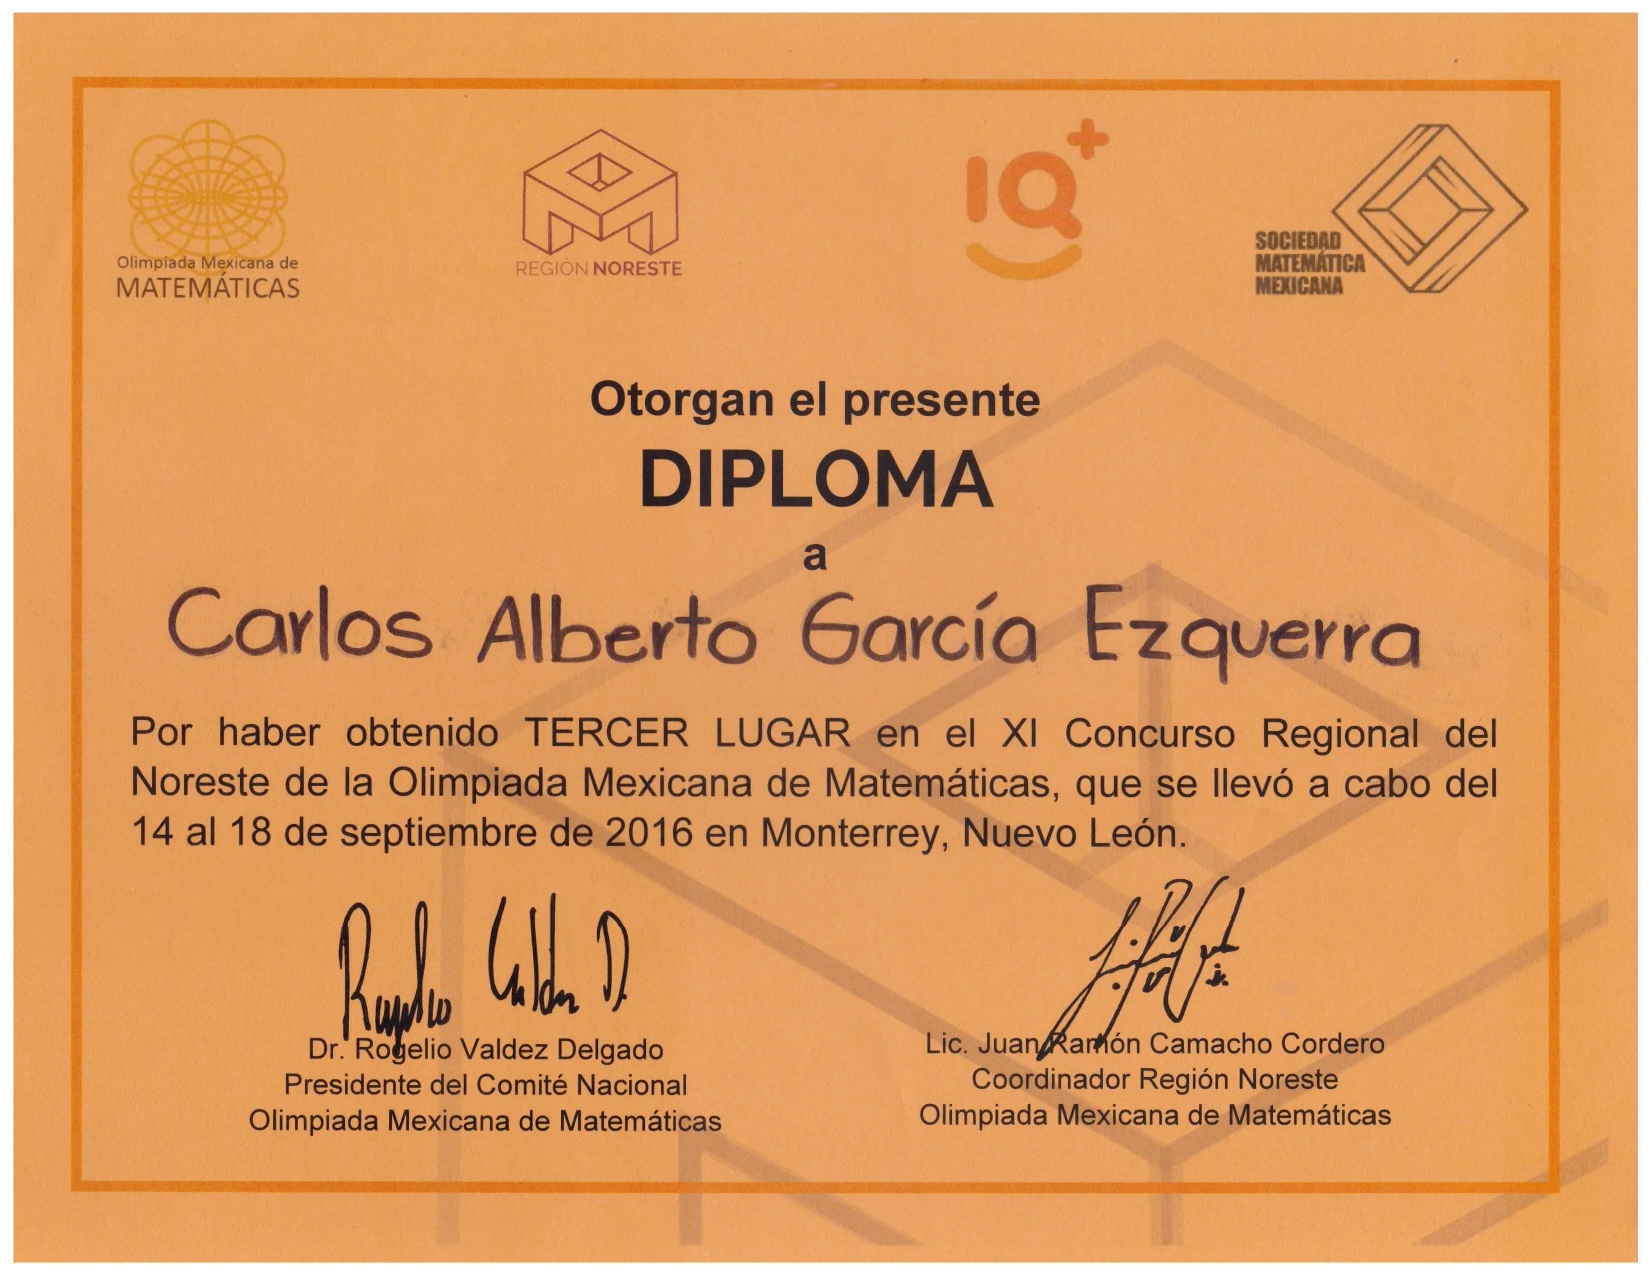 Olimpiada Mexicana de
MATEMÁTICAS
REGIÓN NORESTE
IQ+
SOCIEDAD
MATEMÁTICA
MEXICANA
Otorgan el presente
DIPLOMA
a
Carlos Alberto García Ezquerra
Por haber obtenido TERCER LUGAR en el XI Concurso Regional del
Noreste de la Olimpiada Mexicana de Matemáticas, que se llevó a cabo del
14 al 18 de septiembre de 2016 en Monterrey, Nuevo León.
Dr. Rogelio Valdez Delgado
Presidente del Comité Nacional
Olimpiada Mexicana de Matemáticas
Lic. Juan Ramón Camacho Cordero
Coordinador Región Noreste
Olimpiada Mexicana de Matemáticas